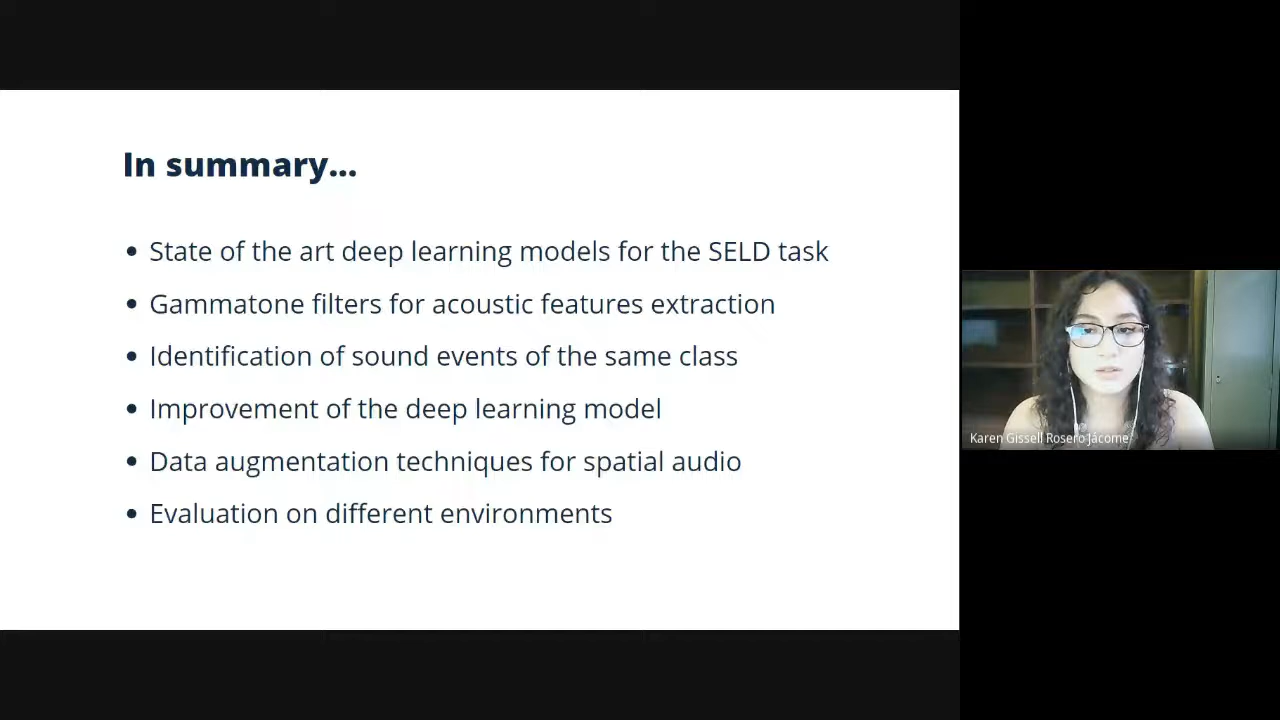 In summary...
State of the art deep learning models for the SELD task
Gammatone filters for acoustic features extraction
Identification of sound events of the same class
Improvement of the deep learning model
Data augmentation techniques for spatial audio
Evaluation on different environments
Karen Gissell Rosero Jácome